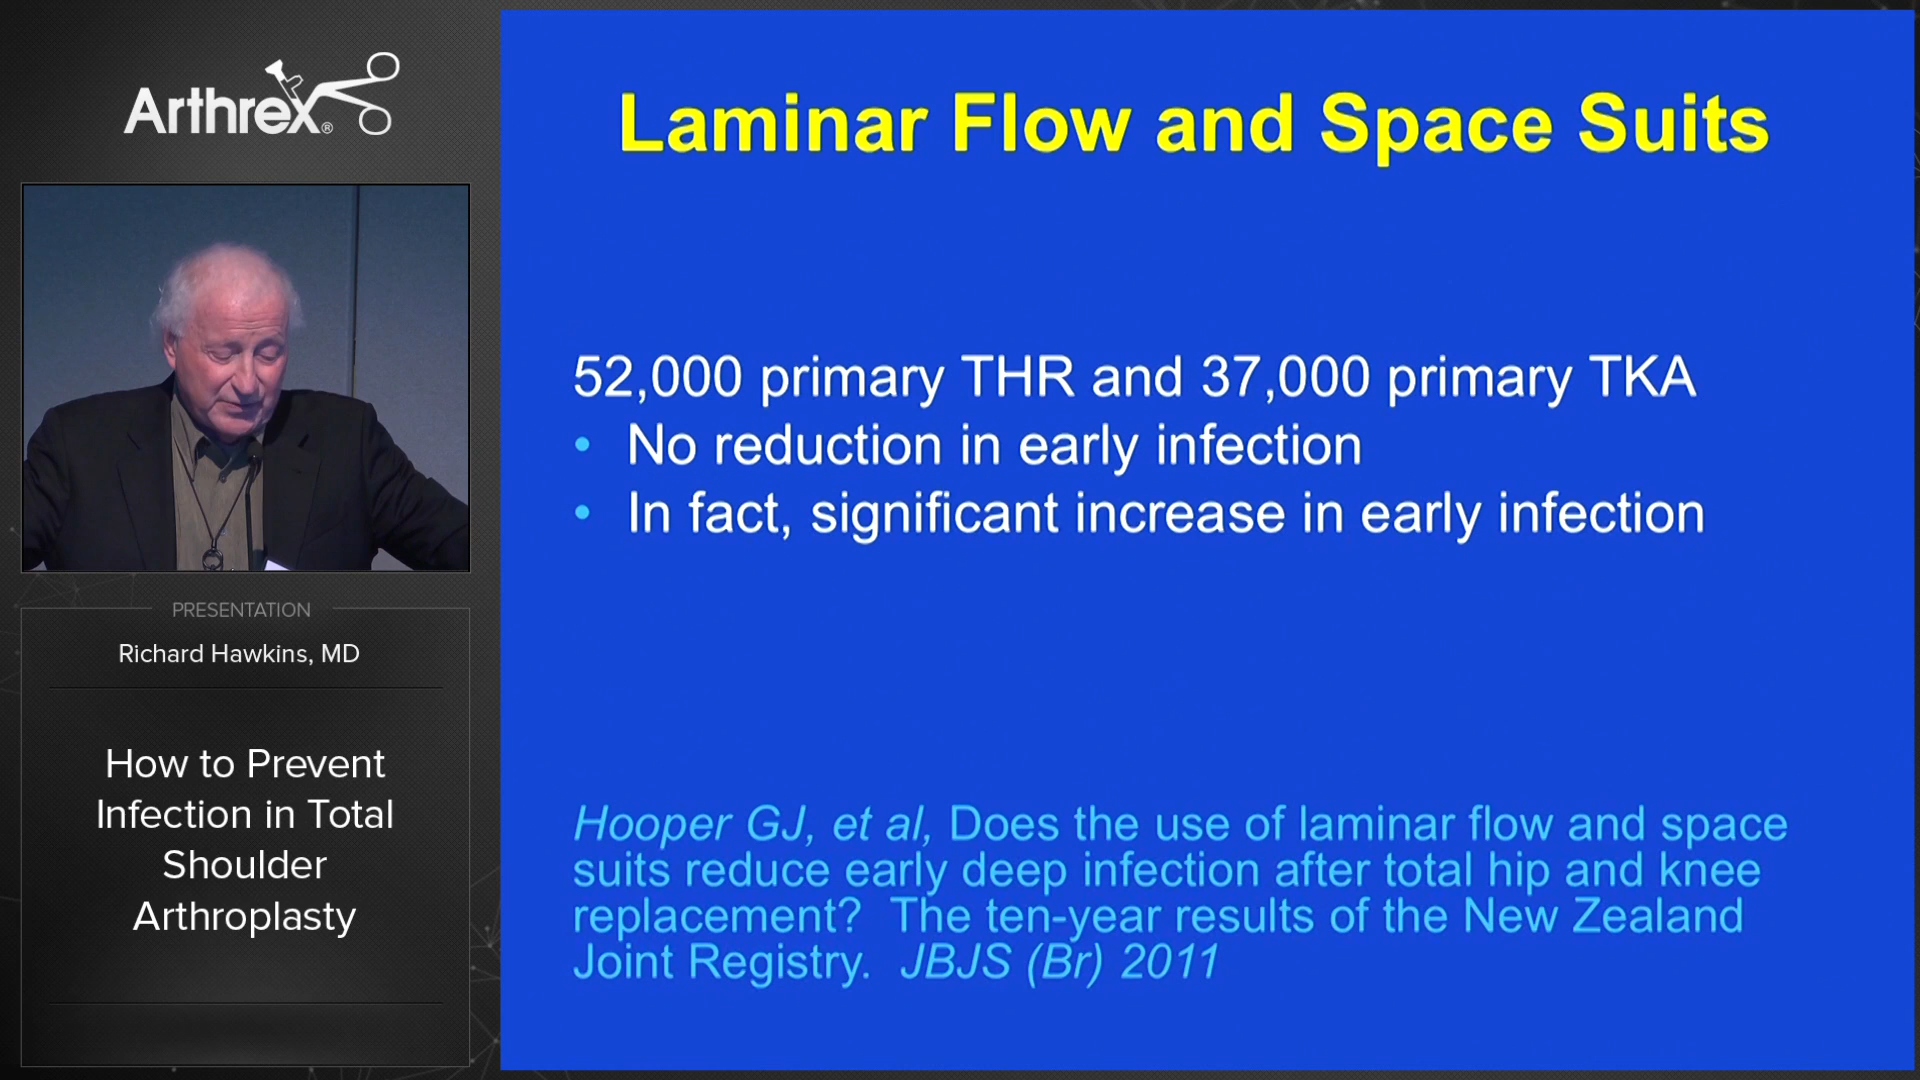 Arthrex®
PRESENTATION
Richard Hawkins, MD
How to Prevent
Infection in Total
Shoulder
Arthroplasty
Laminar Flow and Space Suits
52,000 primary THR and 37,000 primary TKA
• No reduction in early infection
• In fact, significant increase in early infection
Hooper GJ, et al, Does the use of laminar flow and space
suits reduce early deep infection after total hip and knee
replacement? The ten-year results of the New Zealand
Joint Registry. JBJS (Br) 2011